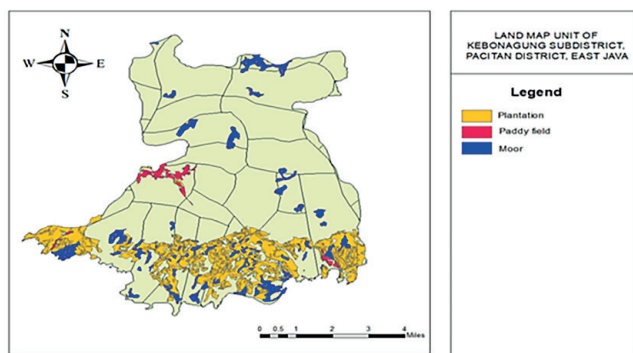 N
W E
S
0 0.5 1 2 3 4
Miles
LAND MAP UNIT OF
KEBONAGUNG SUBDISTRICT,
PACITAN DISTRICT, EAST JAVA
Legend
Plantation
Paddy field
Moor